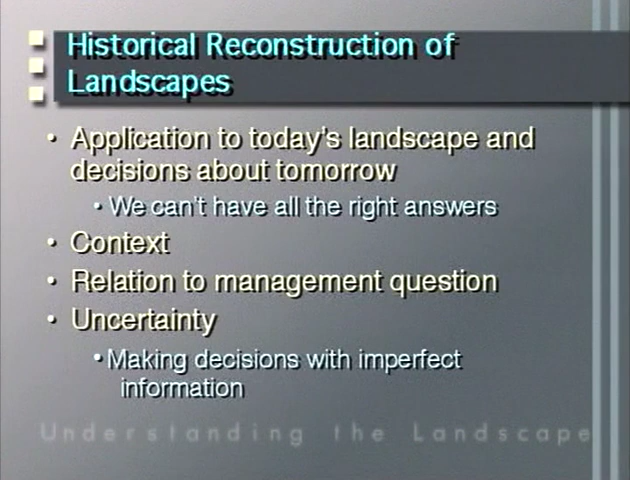 Historical Reconstruction of
Landscapes
• Application to today's landscape and
decisions about tomorrow
• We can't have all the right answers
• Context
• Relation to management question
• Uncertainty
• Making decisions with imperfect
information
Understanding the Landscape